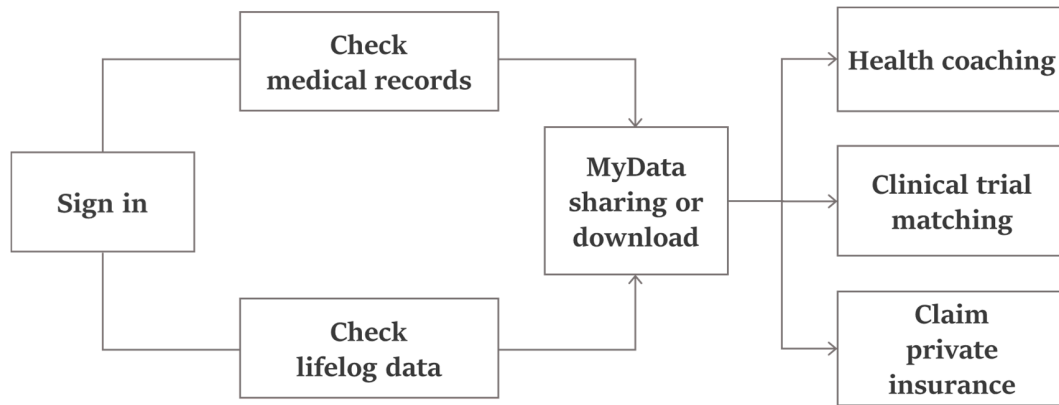 Sign in
Check
medical records
Check
lifelog data
MyData
sharing or
download
Health coaching
Clinical trial
matching
Claim
private
insurance